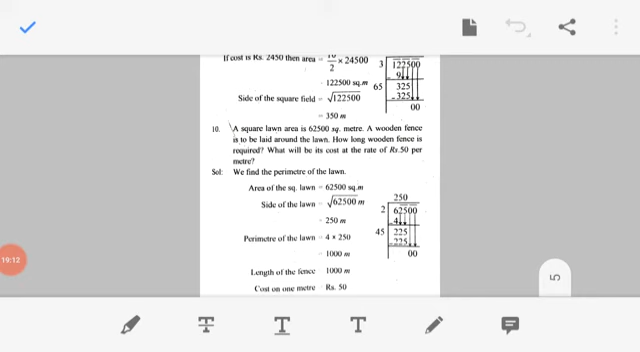 If cost is Rs. 2450 then area = 10/2 × 24500
122500 sq.m
Side of the square field = √122500
= 350 m
3 | 122500
9
65 | 325
- 325
00
10. A square lawn area is 62500 sq. metre. A wooden fence
is to be laid around the lawn. How long wooden fence is
required? What will be its cost at the rate of Rs.50 per
metre?
Sol: We find the perimetre of the lawn.
Area of the sq. lawn = 62500 sq.m
Side of the lawn = √62500 m
= 250 m
Perimetre of the lawn = 4 × 250
= 1000 m
Length of the fence 1000 m
Cost on one metre Rs. 50
250
2 | 62500
4
45 | 225
225
00
19:12
5
T
T
T